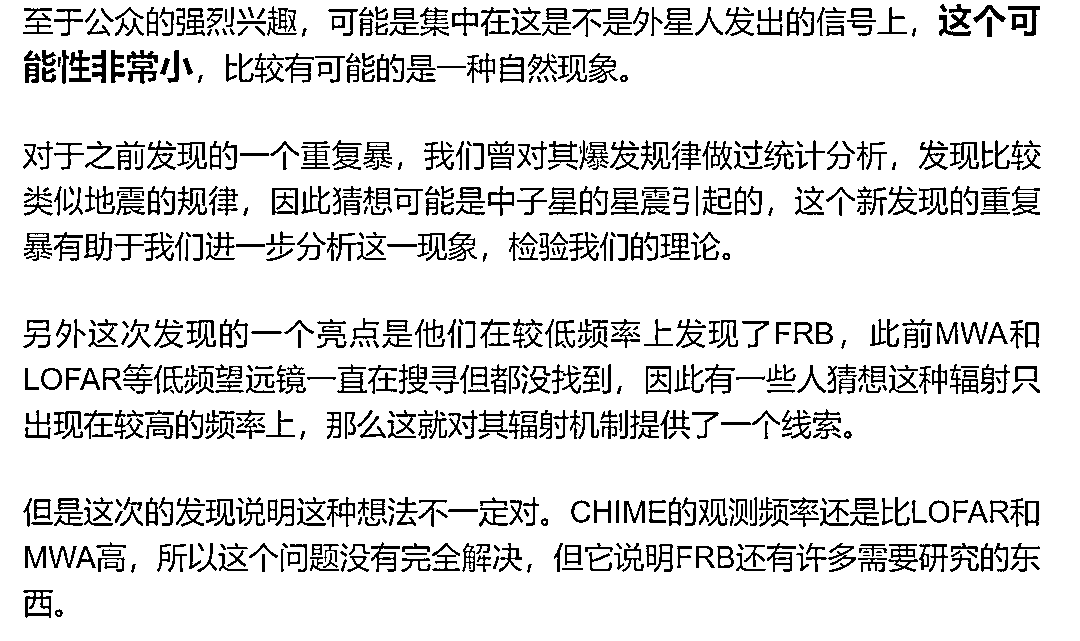 至于公众的强烈兴趣，可能是集中在这是不是外星人发出的信号上，这个可
能性非常小，比较有可能的是一种自然现象。
对于之前发现的一个重复暴，我们曾对其爆发规律做过统计分析，发现比较
类似地震的规律，因此猜想可能是中子星的星震引起的，这个新发现的重复
暴有助于我们进一步分析这一现象，检验我们的理论。
另外这次发现的一个亮点是他们在较低频率上发现了FRB，此前MWA和
LOFAR等低频望远镜一直在搜寻但都没找到，因此有一些人猜想这种辐射只
出现在较高的频率上，那么这就对其辐射机制提供了一个线索。
但是这次的发现说明这种想法不一定对。CHIME的观测频率还是比LOFAR和
MWA高，所以这个问题没有完全解决，但它说明FRB还有许多需要研究的东
西。